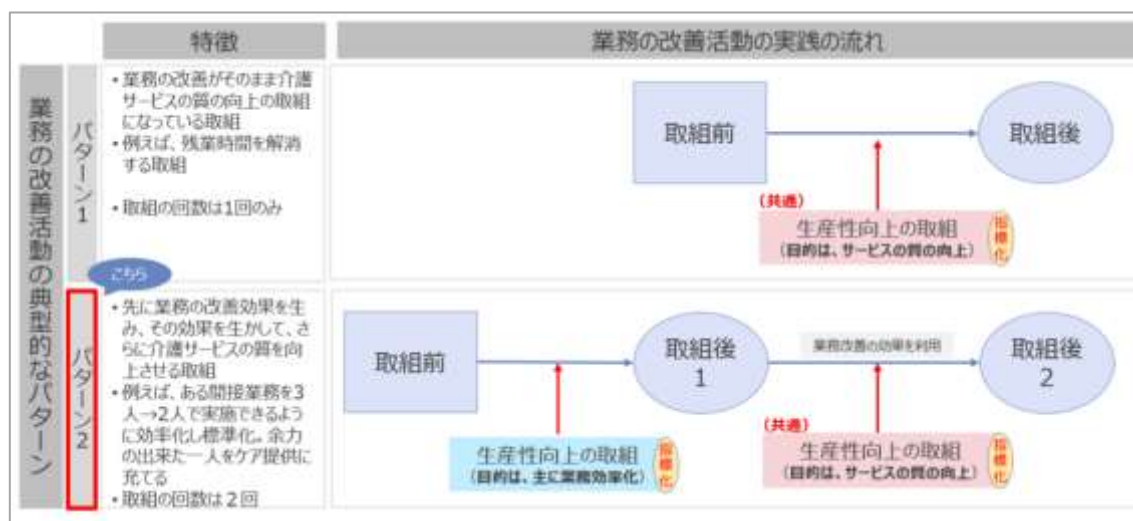 特徴
業務の改善活動の実践の流れ
業務の改善活動の典型的なパターン
パターン1
・業務の改善がそのまま介護
サービスの質の向上の取組
になっている取組
・例えば、残業時間を解消
する取組
・取組の回数は1回のみ
取組前
取組後
(共通)
生産性向上の取組
(目的は、サービスの質の向上)
指標化
こちら
パターン2
・先に業務の改善効果を生
み、その効果を生かして、さ
らに介護サービスの質を向
上させる取組
・例えば、ある間接業務を3
人→2人で実施できるよう
に効率化し標準化。余力
の出来た一人をケア提供に
充てる
・取組の回数は2回
取組前
取組後
1
業務改善の効果を利用
取組後
2
生産性向上の取組
(目的は、主に業務効率化)
指標化
(共通)
生産性向上の取組
(目的は、サービスの質の向上)
指標化